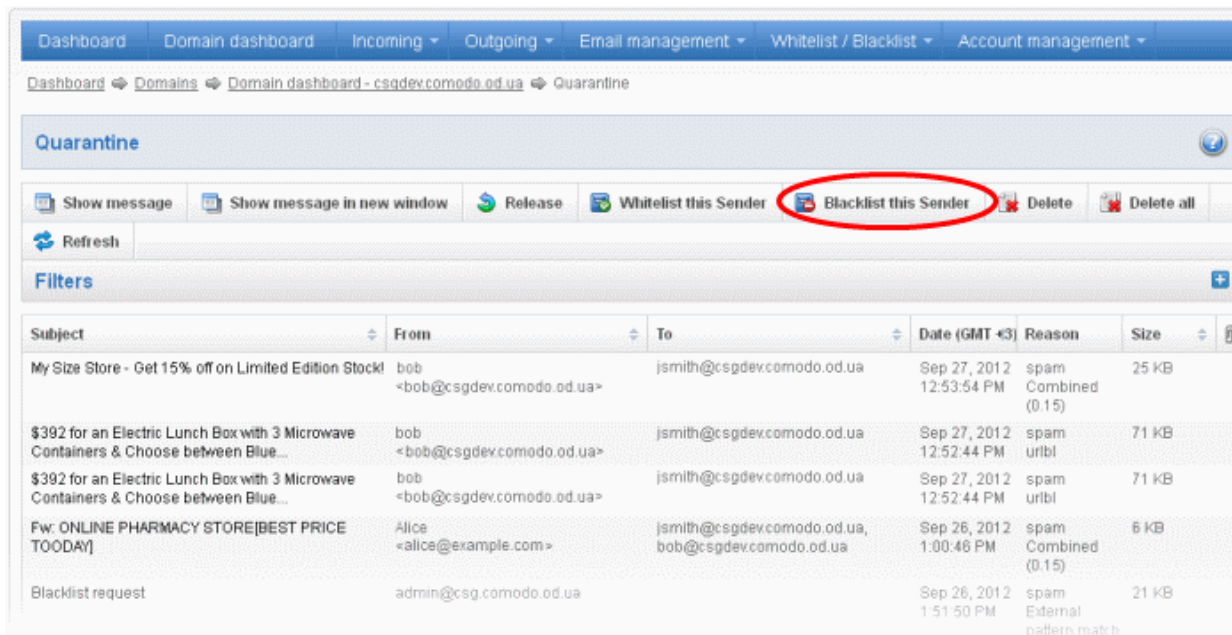 Dashboard Domain dashboard Incoming Outgoing Email management Whitelist / Blacklist Account management
Dashboard Domains Domain dashboard - csgdev.comodo.od.ua Quarantine
Quarantine
Show message Show message in new window Release Whitelist this Sender Blacklist this Sender Delete Delete all
Refresh
Filters
Subject From To Date (GMT +3) Reason Size
My Size Store - Get 15% off on Limited Edition Stock! bob jsmith@csgdev.comodo.od.ua Sep 27, 2012 spam 25 KB
<bob@csgdev.comodo.od.ua> 12:53:54 PM Combined
(0.15)
$392 for an Electric Lunch Box with 3 Microwave bob jsmith@csgdev.comodo.od.ua Sep 27, 2012 spam 71 KB
Containers & Choose between Blue... <bob@csgdev.comodo.od.ua> 12:52:44 PM urlbl
$392 for an Electric Lunch Box with 3 Microwave bob jsmith@csgdev.comodo.od.ua Sep 27, 2012 spam 71 KB
Containers & Choose between Blue... <bob@csgdev.comodo.od.ua> 12:52:44 PM urlbl
Fw: ONLINE PHARMACY STORE[BEST PRICE Alice jsmith@csgdev.comodo.od.ua, Sep 26, 2012 spam 6 KB
TOODAY] <alice@example.com> bob@csgdev.comodo.od.ua 1:00:46 PM Combined
(0.15)
Blacklist request admin@csg.comodo.od.ua Sep 26, 2012 spam 21 KB
1:51:50 PM External
pattern match